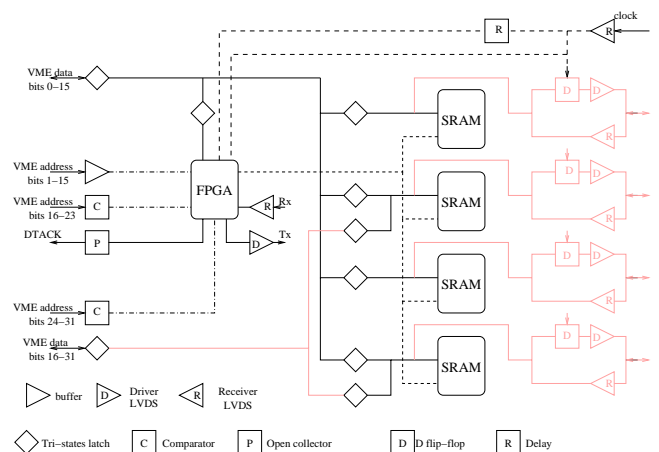 clock
R
R
VME data
bits 0−15
D
D
SRAM
R
VME address
bits 1−15
FPGA
D
D
SRAM
R
VME address
bits 16−23
C
R
Rx
DTACK
P
D
Tx
D
D
SRAM
R
VME address
bits 24−31
C
VME data
bits 16−31
D
D
SRAM
R
buffer
D
Driver
LVDS
R
Receiver
LVDS
Tri−states latch
C
Comparator
P
Open collector
D
D flip−flop
R
Delay